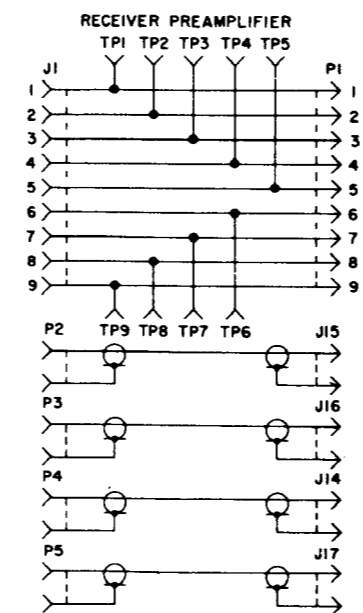 RECEIVER PREAMPLIFIER
TP1 TP2 TP3 TP4 TP5
J1 P1
1 1
2 2
3 3
4 4
5 5
6 6
7 7
8 8
9 9
P2 TP9 TP8 TP7 TP6 J15
P3 J16
P4 J14
P5 J17